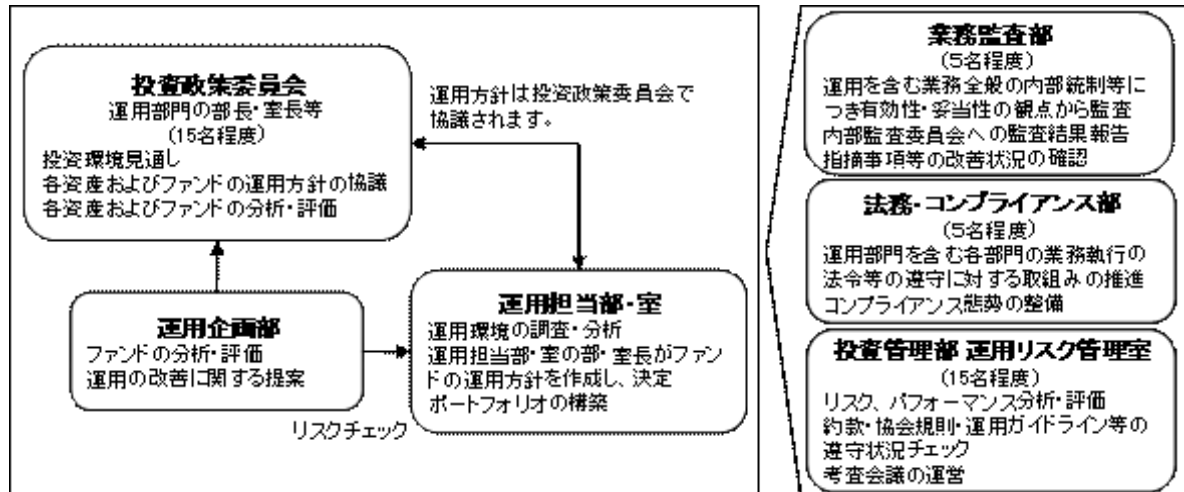 投資政策委員会
運用部門の部長・室長等
(15名程度)
投資環境見通し
各資産およびファンドの運用方針の協議
各資産およびファンドの分析・評価
運用方針は投資政策委員会で
協議されます。
運用企画部
ファンドの分析・評価
運用の改善に関する提案
リスクチェック
運用担当部・室
運用環境の調査・分析
運用担当部・室の部・室長がファン
ドの運用方針を作成し、決定
ポートフォリオの構築
業務監査部
(5名程度)
運用を含む業務全般の内部統制等に
つき有効性・妥当性の観点から監査
内部監査委員会への監査結果報告
指摘事項等の改善状況の確認
法務・コンプライアンス部
(5名程度)
運用部門を含む各部門の業務執行の
法令等の遵守に対する取組みの推進
コンプライアンス態勢の整備
投資管理部 運用リスク管理室
(15名程度)
リスク、パフォーマンス分析・評価
約款・協会規則・運用ガイドライン等の
遵守状況チェック
考査会議の運営